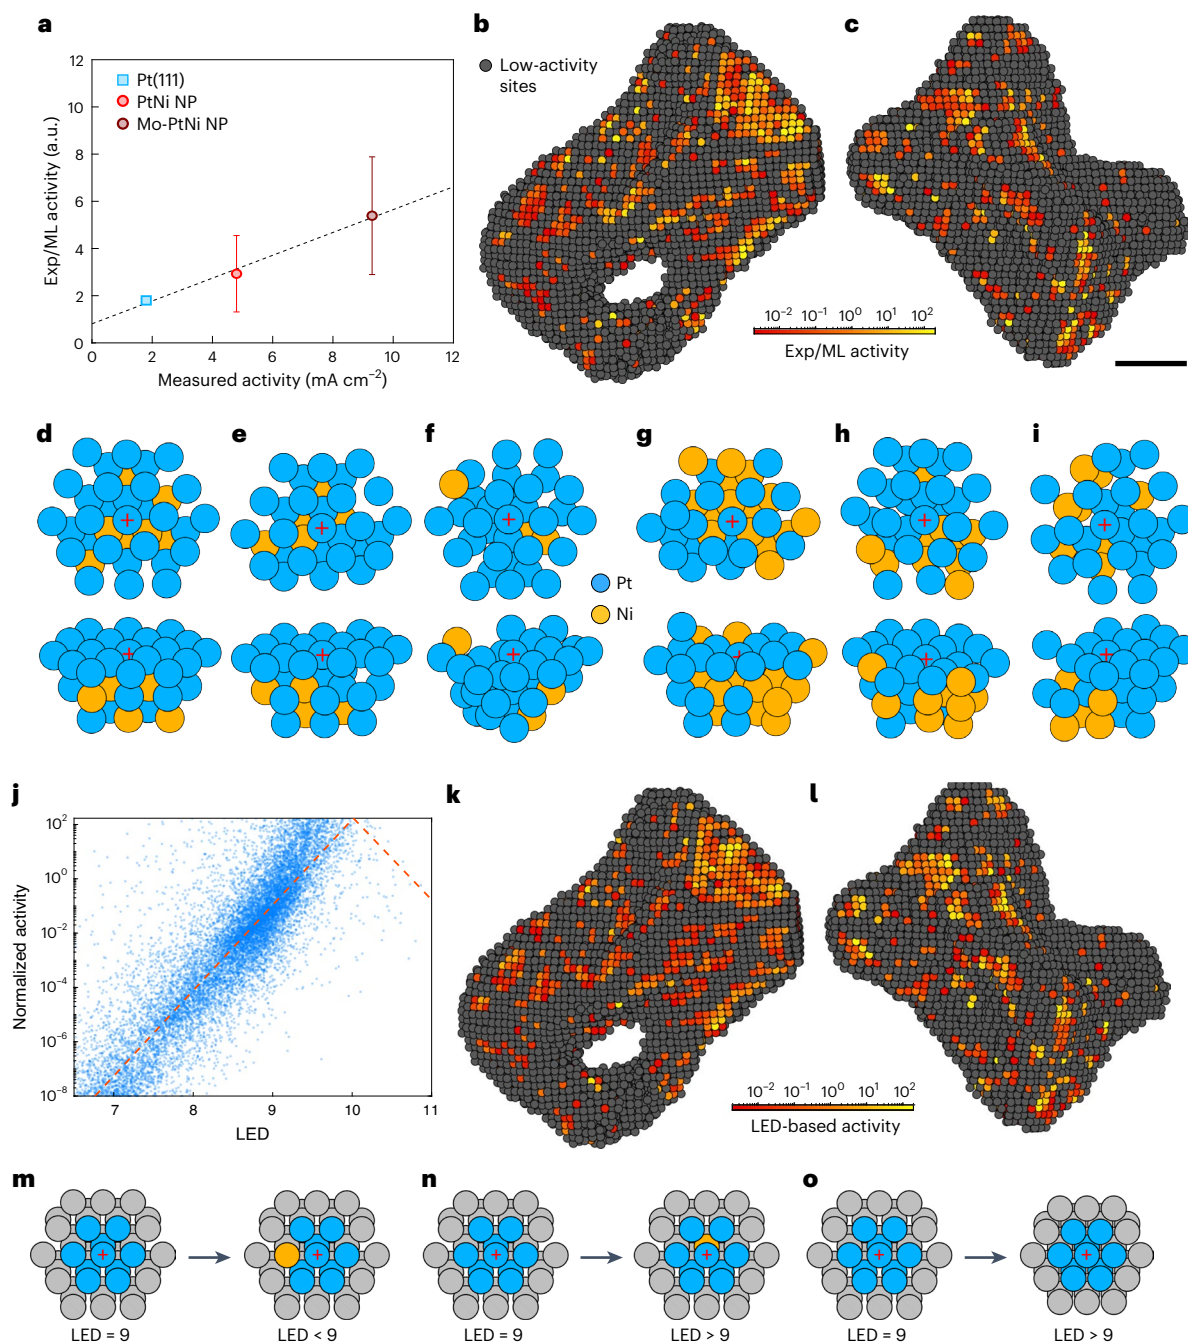 a
12
10
8
6
4
2
0
Exp/ML activity (a.u.)
Pt(111)
PtNi NP
Mo-PtNi NP
0 2 4 6 8 10 12
Measured activity (mA cm⁻²)
b
Low-activity
sites
c
10⁻² 10⁻¹ 10⁰ 10¹ 10²
Exp/ML activity
d
e
f
g
h
i
Pt
Ni
j
10²
10⁰
10⁻²
10⁻⁴
10⁻⁶
10⁻⁸
Normalized activity
7 8 9 10 11
LED
k
l
10⁻² 10⁻¹ 10⁰ 10¹ 10²
LED-based activity
m
n
o
LED = 9
LED < 9
LED = 9
LED > 9
LED = 9
LED > 9